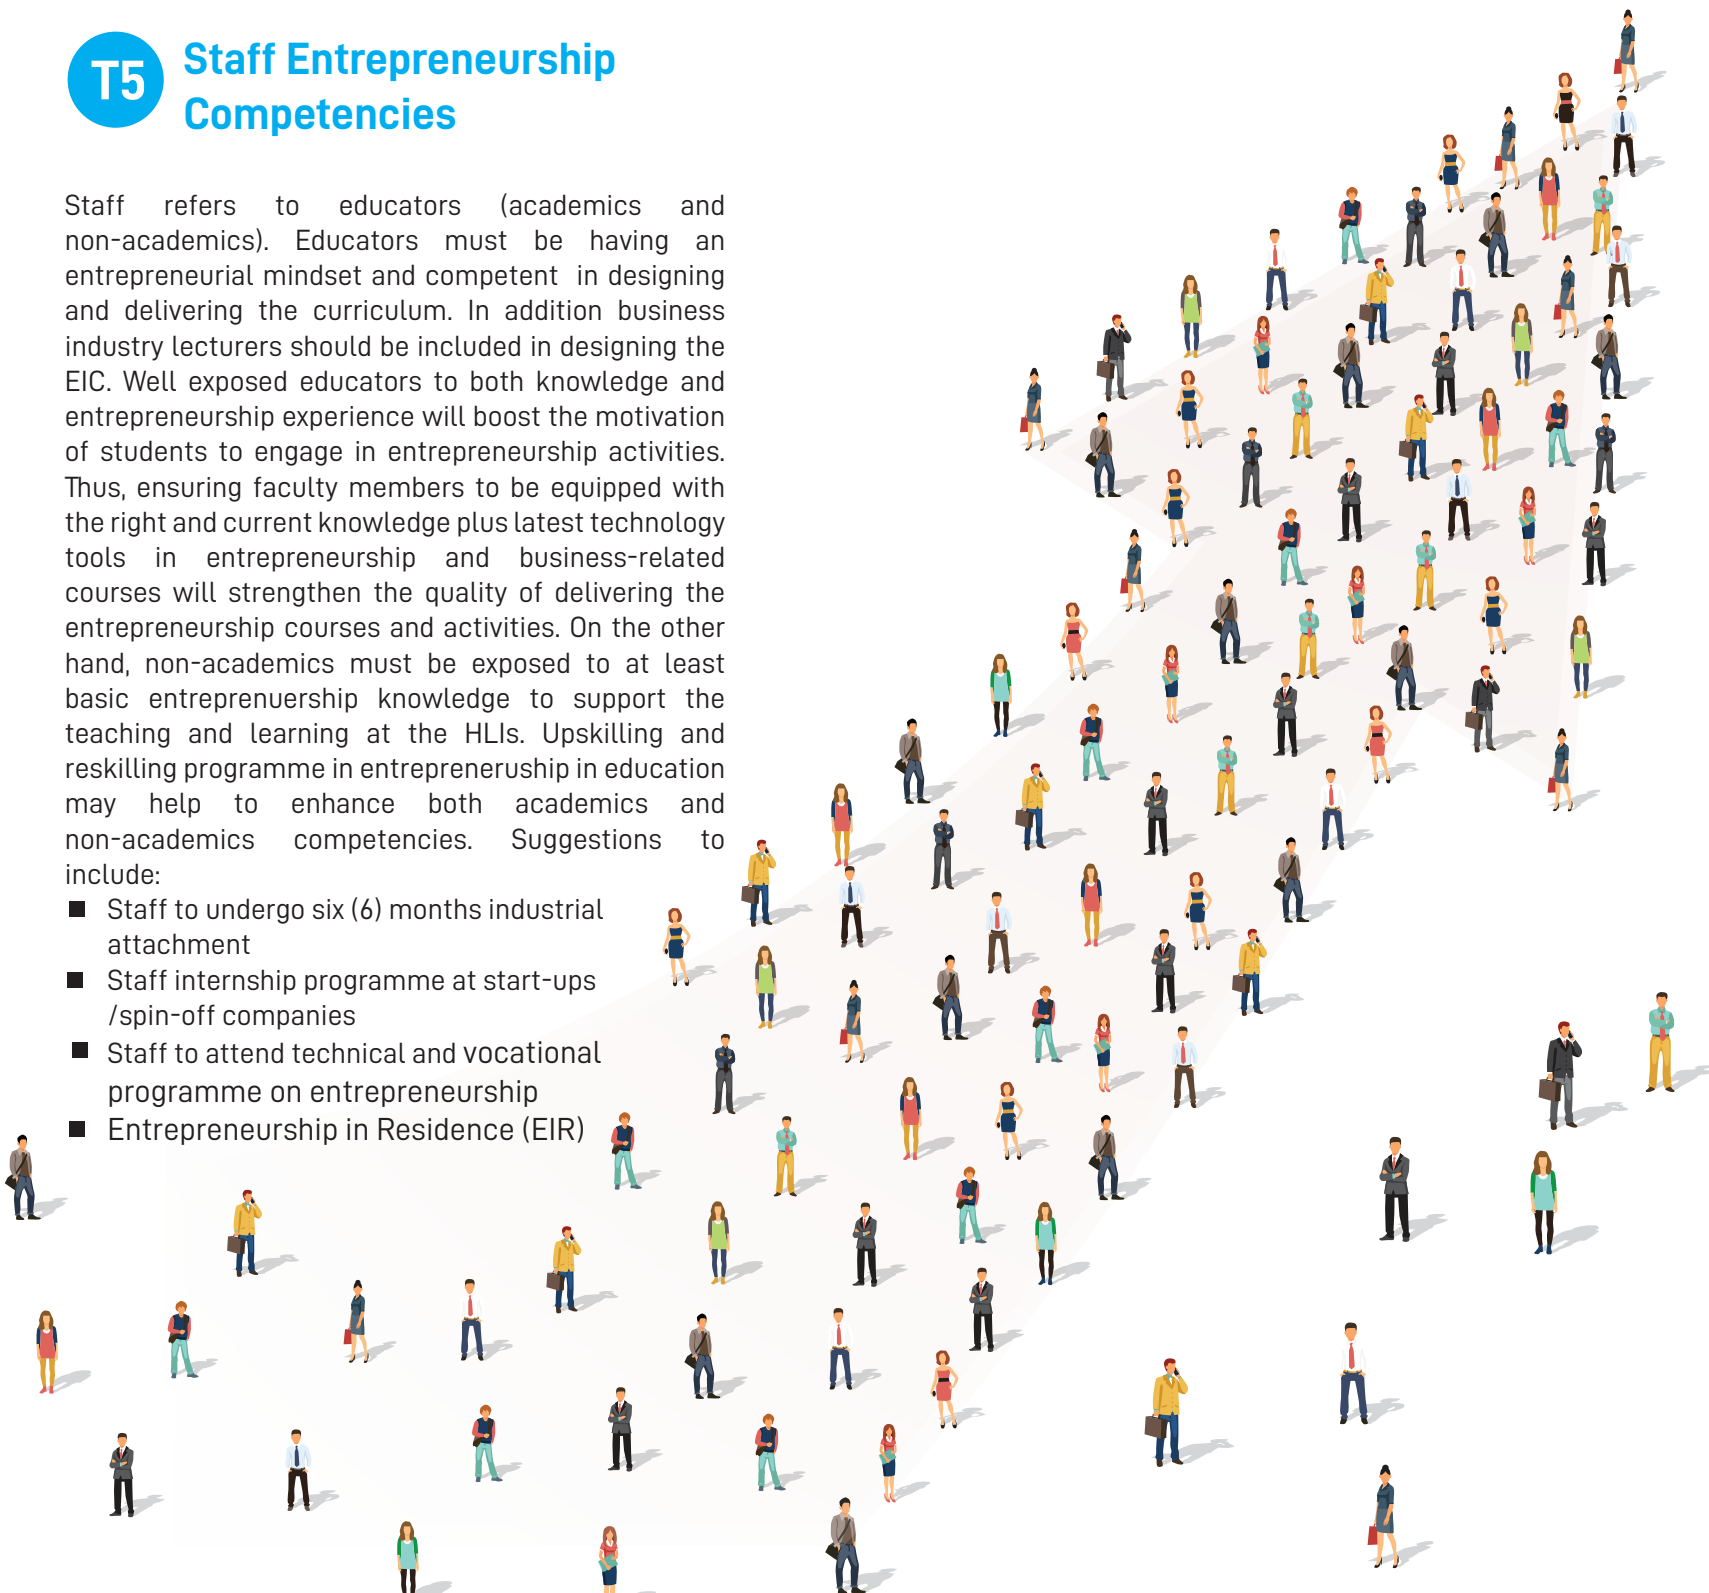 T5
Staff Entrepreneurship
Competencies
Staff refers to educators (academics and
non-academics). Educators must be having an
entrepreneurial mindset and competent in designing
and delivering the curriculum. In addition business
industry lecturers should be included in designing the
EIC. Well exposed educators to both knowledge and
entrepreneurship experience will boost the motivation
of students to engage in entrepreneurship activities.
Thus, ensuring faculty members to be equipped with
the right and current knowledge plus latest technology
tools in entrepreneurship and business-related
courses will strengthen the quality of delivering the
entrepreneurship courses and activities. On the other
hand, non-academics must be exposed to at least
basic entreprenuership knowledge to support the
teaching and learning at the HLIs. Upskilling and
reskilling programme in entrepreneruship in education
may help to enhance both academics and
non-academics competencies. Suggestions to
include:
■ Staff to undergo six (6) months industrial
attachment
■ Staff internship programme at start-ups
/spin-off companies
■ Staff to attend technical and vocational
programme on entrepreneurship
■ Entrepreneurship in Residence (EIR)